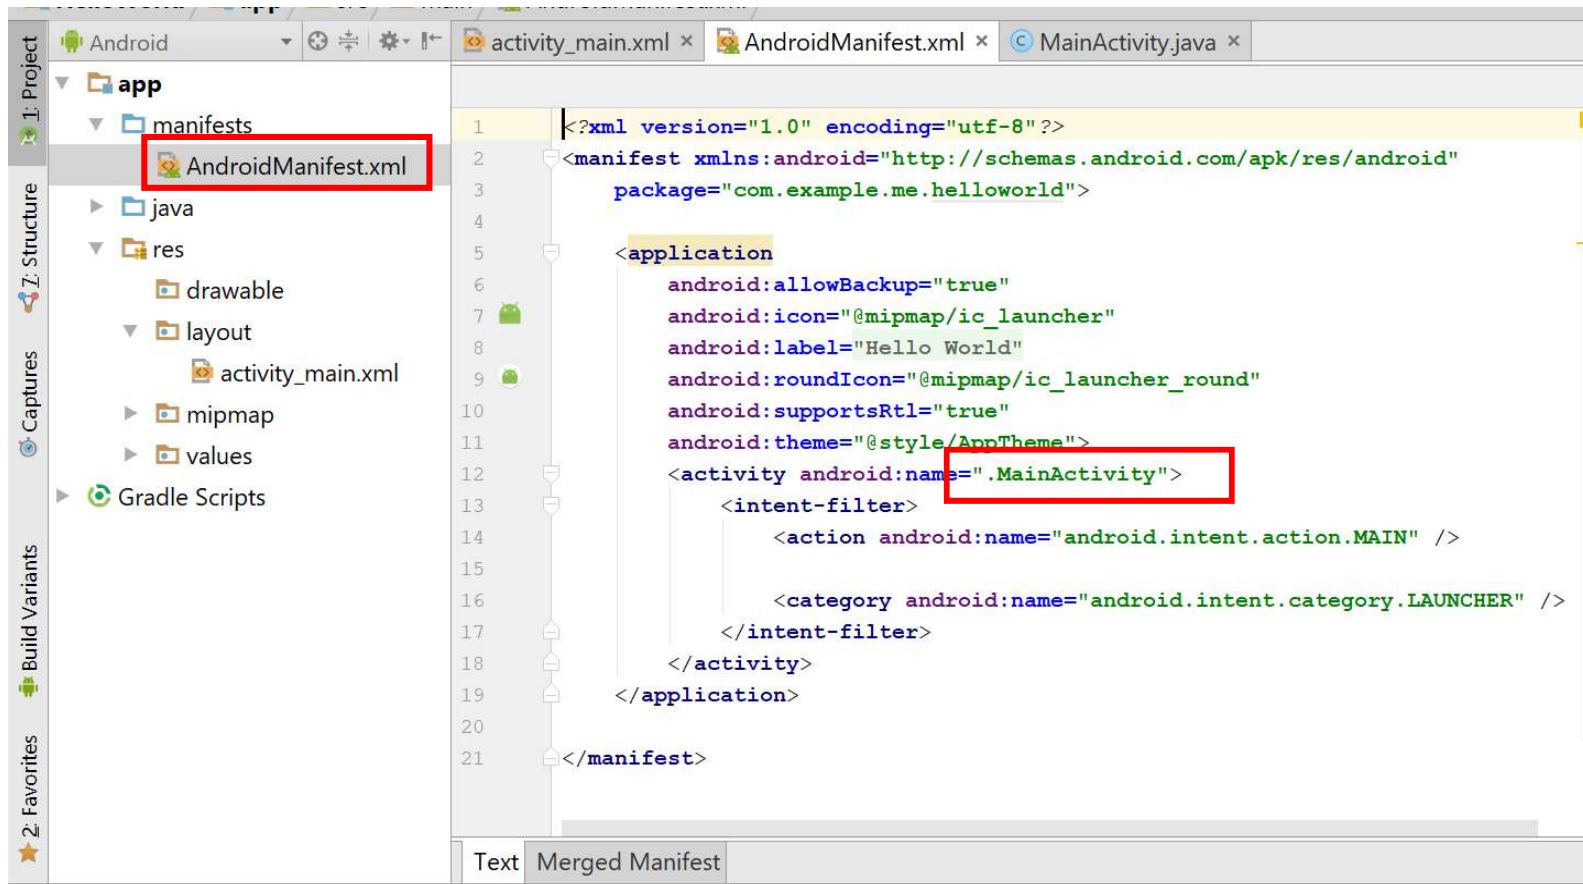 Android
activity_main.xml
AndroidManifest.xml
MainActivity.java
1: Project
7: Structure
Captures
Build Variants
2: Favorites
app
manifests
AndroidManifest.xml
java
res
drawable
layout
activity_main.xml
mipmap
values
Gradle Scripts
1 <?xml version="1.0" encoding="utf-8"?>
2 <manifest xmlns:android="http://schemas.android.com/apk/res/android"
3 package="com.example.me.helloworld">
4
5 <application
6 android:allowBackup="true"
7 android:icon="@mipmap/ic_launcher"
8 android:label="Hello World"
9 android:roundIcon="@mipmap/ic_launcher_round"
10 android:supportsRtl="true"
11 android:theme="@style/AppTheme">
12 <activity android:name=".MainActivity">
13 <intent-filter>
14 <action android:name="android.intent.action.MAIN" />
15
16 <category android:name="android.intent.category.LAUNCHER" />
17 </intent-filter>
18 </activity>
19 </application>
20
21 </manifest>
Text
Merged Manifest